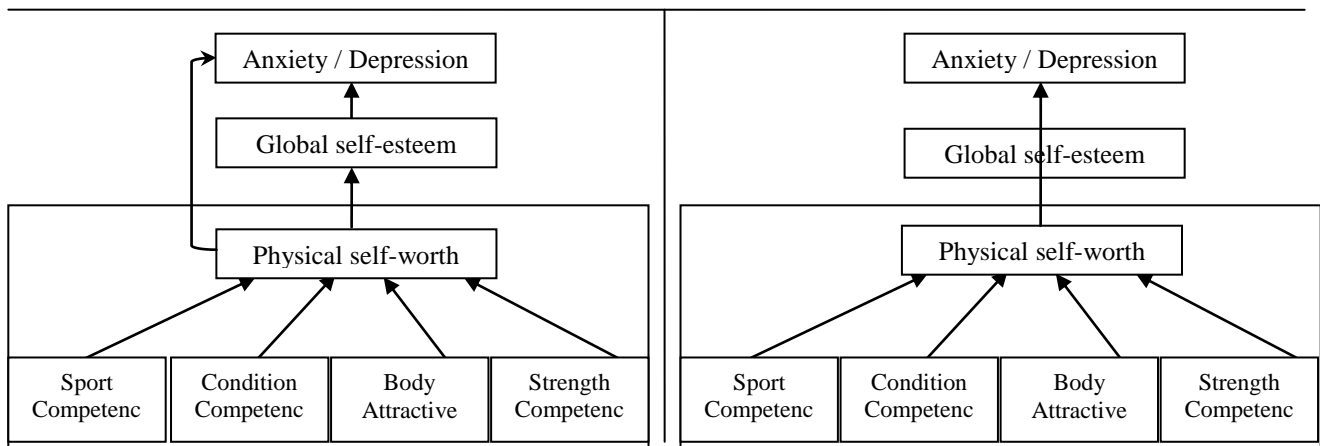 Anxiety / Depression
Global self-esteem
Physical self-worth
Sport
Competenc
Condition
Competenc
Body
Attractive
Strength
Competenc
Anxiety / Depression
Global self-esteem
Physical self-worth
Sport
Competenc
Condition
Competenc
Body
Attractive
Strength
Competenc